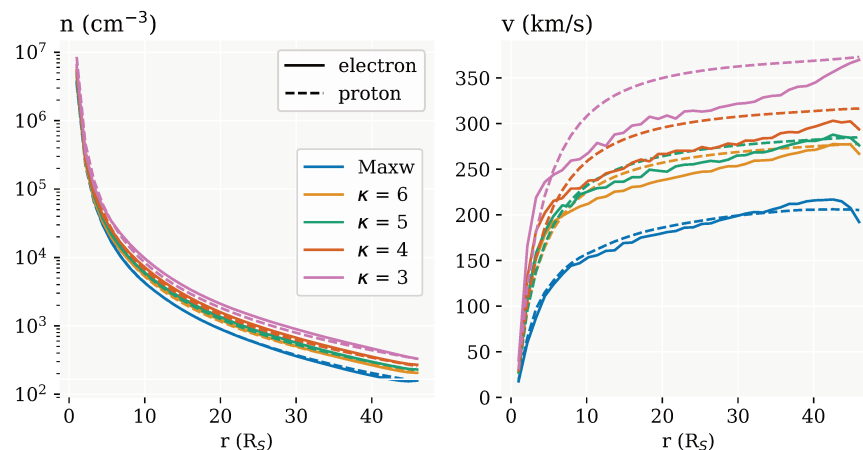 n (cm⁻³)
10⁷
10⁶
10⁵
10⁴
10³
10²
0
10
20
30
40
r (R_S)
electron
proton
Maxw
κ = 6
κ = 5
κ = 4
κ = 3
v (km/s)
350
300
250
200
150
100
50
0
0
10
20
30
40
r (R_S)